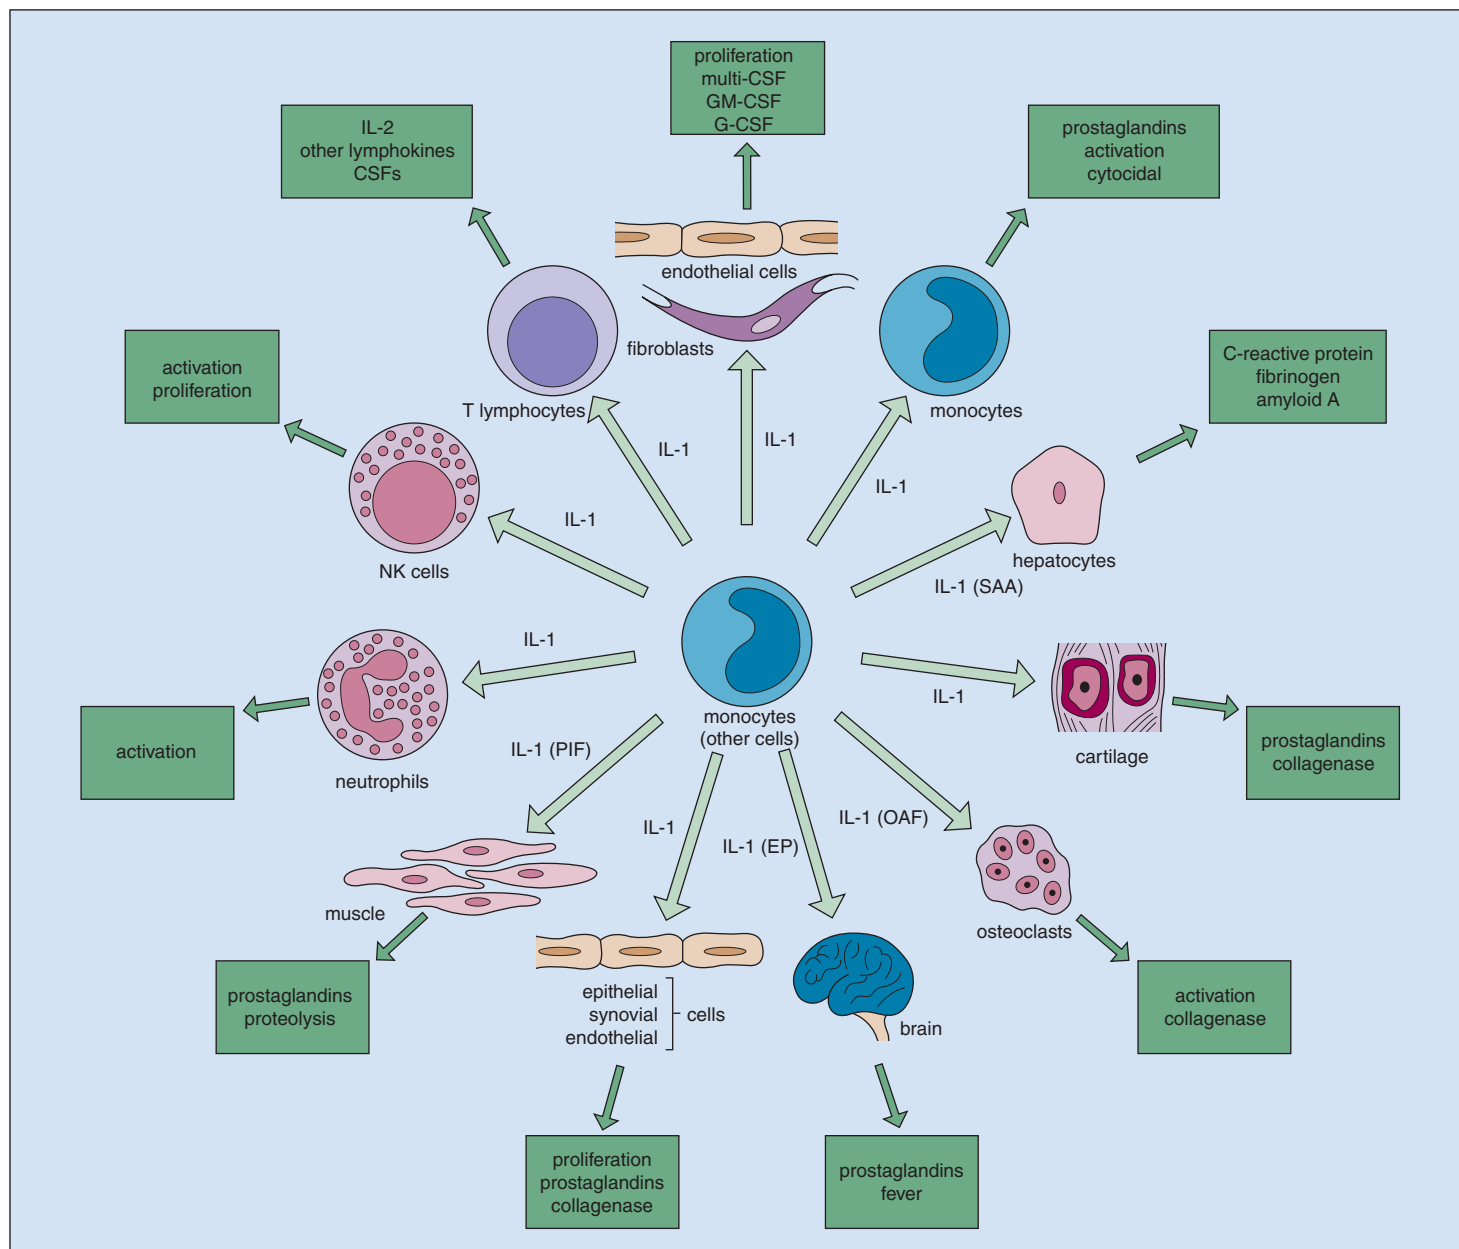 proliferation
multi-CSF
GM-CSF
G-CSF
IL-2
other lymphokines
CSFs
prostaglandins
activation
cytocidal
endothelial cells
fibroblasts
T lymphocytes
monocytes
C-reactive protein
fibrinogen
amyloid A
activation
proliferation
IL-1
IL-1
IL-1
IL-1
NK cells
hepatocytes
IL-1 (SAA)
IL-1
IL-1
monocytes
(other cells)
neutrophils
activation
cartilage
prostaglandins
collagenase
IL-1 (PIF)
IL-1
IL-1 (EP)
IL-1 (OAF)
muscle
osteoclasts
prostaglandins
proteolysis
epithelial
synovial
endothelial
cells
brain
activation
collagenase
proliferation
prostaglandins
collagenase
prostaglandins
fever